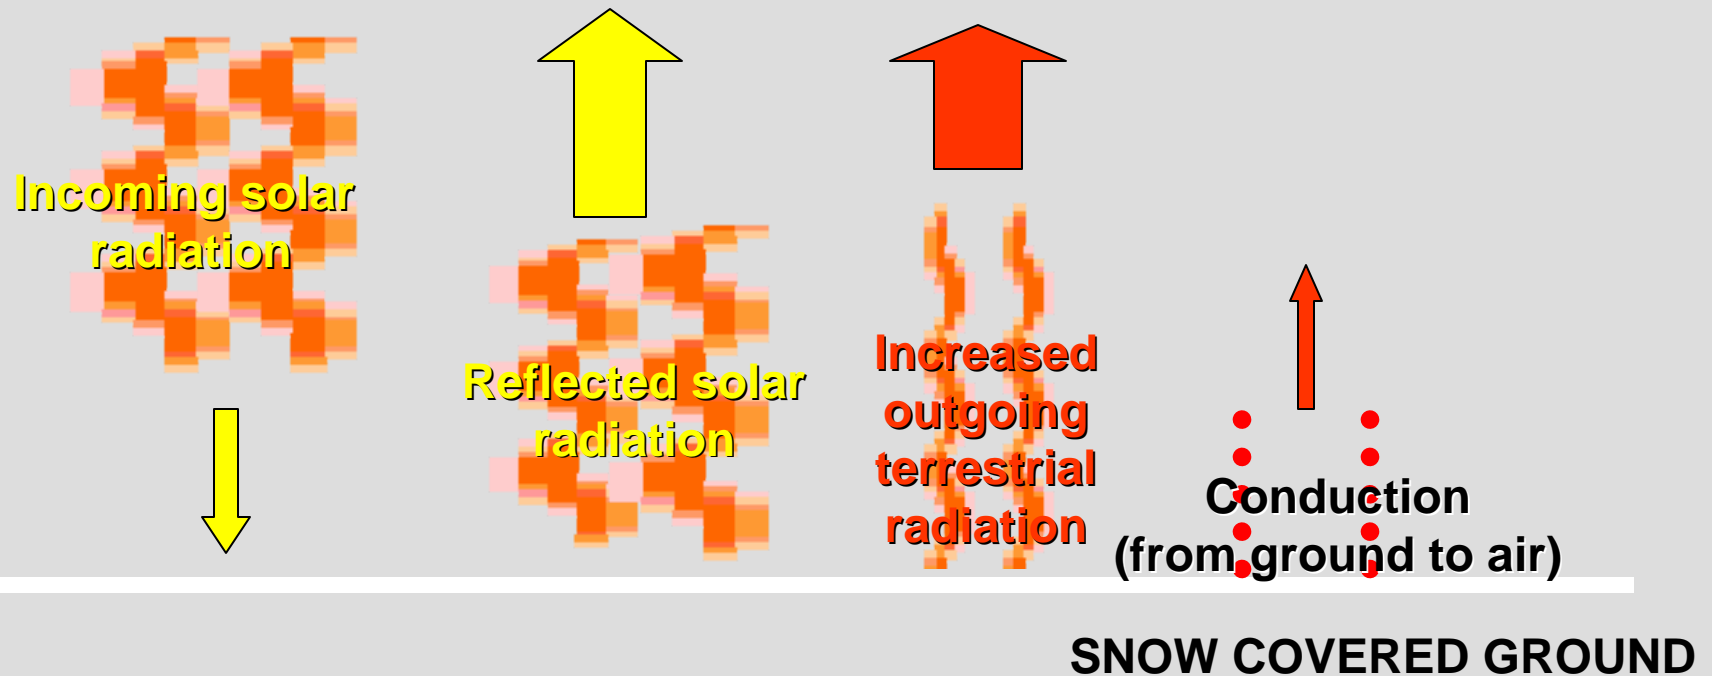 Incoming solar
radiation
Reflected solar
radiation
Increased
outgoing
terrestrial
radiation
Conduction
(from ground to air)
SNOW COVERED GROUND